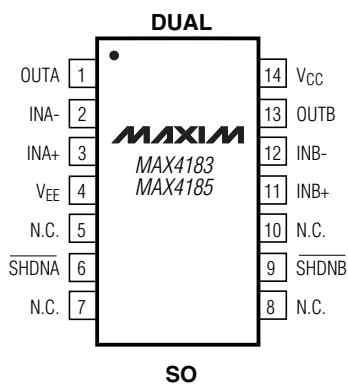 DUAL
OUTA 1
INA- 2
INA+ 3
VEE 4
N.C. 5
SHDNA 6
N.C. 7
MAXIM
MAX4183
MAX4185
14 VCC
13 OUTB
12 INB-
11 INB+
10 N.C.
9 SHDNB
8 N.C.
SO